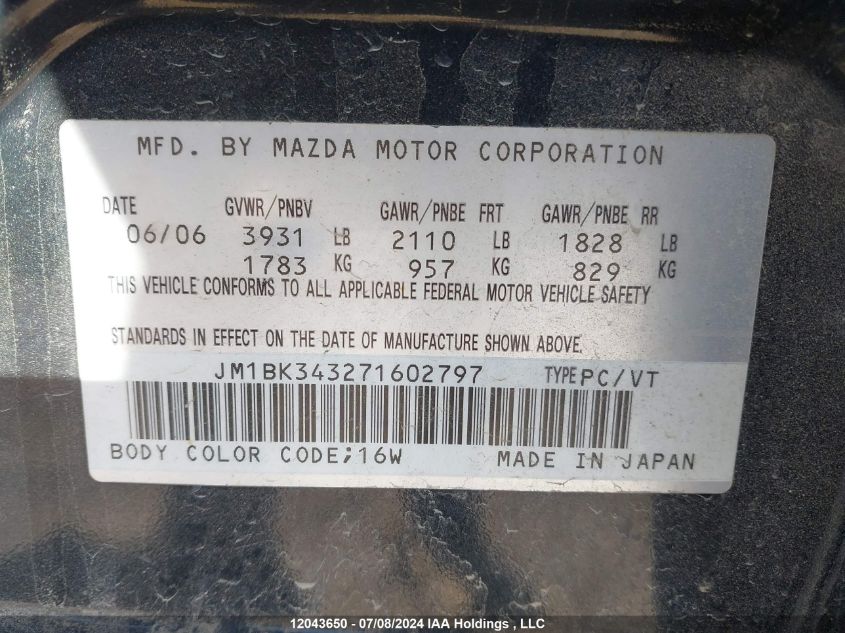 MFD. BY MAZDA MOTOR CORPORATION
DATE GVWR/PNBV GAWR/PNBE FRT GAWR/PNBE RR
06/06 3931 LB 2110 LB 1828 LB
1783 KG 957 KG 829 KG
THIS VEHICLE CONFORMS TO ALL APPLICABLE FEDERAL MOTOR VEHICLE SAFETY
STANDARDS IN EFFECT ON THE DATE OF MANUFACTURE SHOWN ABOVE.
JM1BK343271602797 TYPE PC/VT
BODY COLOR CODE;16W MADE IN JAPAN
12043650 - 07/08/2024 IAA Holdings, LLC